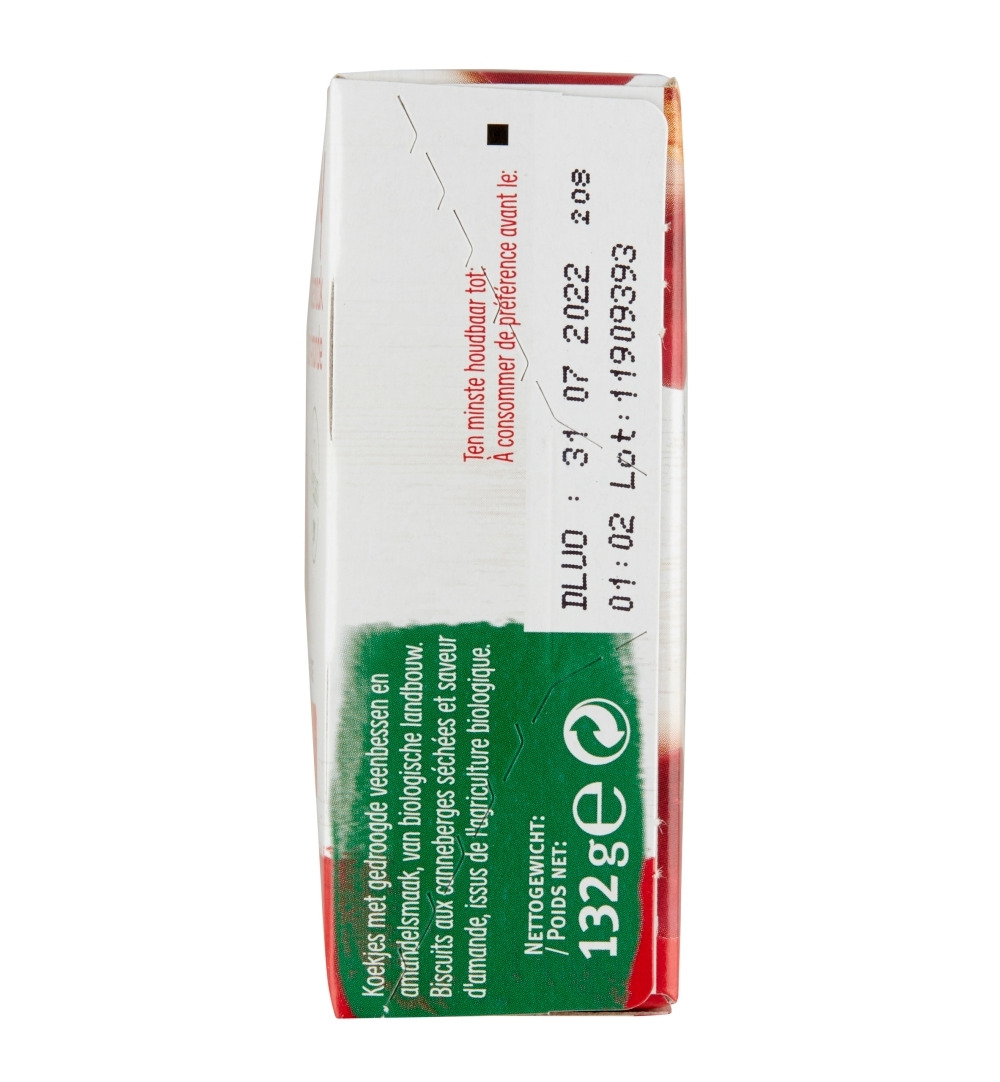 Koekjes met gedroogde veenbessen en
amandelsmaak, van biologische landbouw.
Biscuits aux canneberges séchées et saveur
d'amande, issus de l'agriculture biologique.
NETTOGEWICHT:
/ POIDS NET:
132 g e
Ten minste houdbaar tot:
À consommer de préférence avant le:
DLUO : 31 07 2022 208
01:02 Lot:11909393